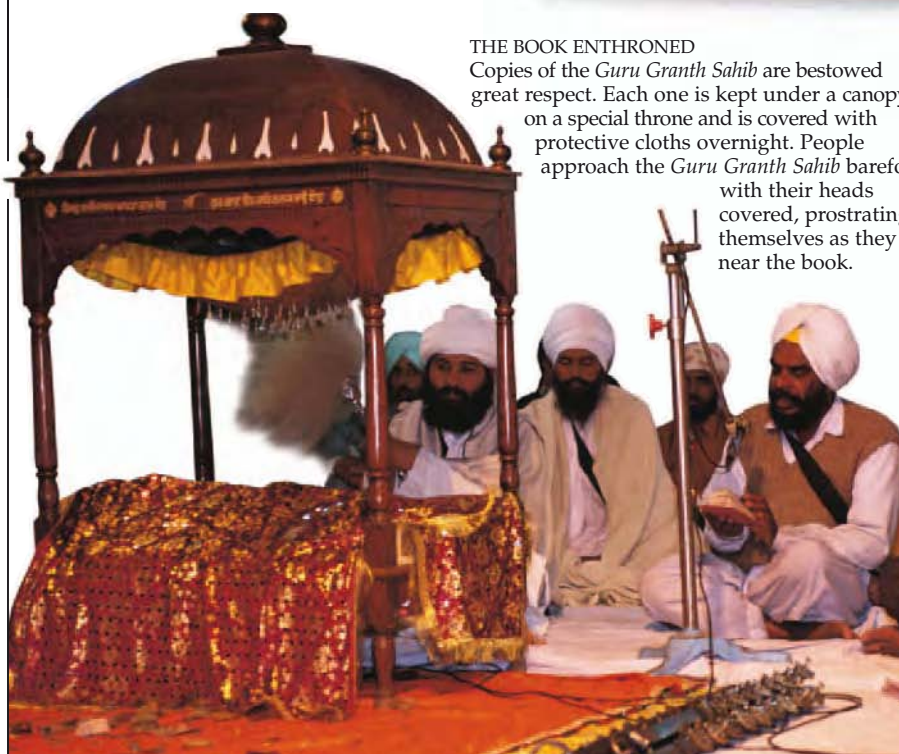 THE BOOK ENTHRONED
Copies of the Guru Granth Sahib are bestowed
great respect. Each one is kept under a canopy
on a special throne and is covered with
protective cloths overnight. People
approach the Guru Granth Sahib barefo
with their heads
covered, prostrating
themselves as they
near the book.